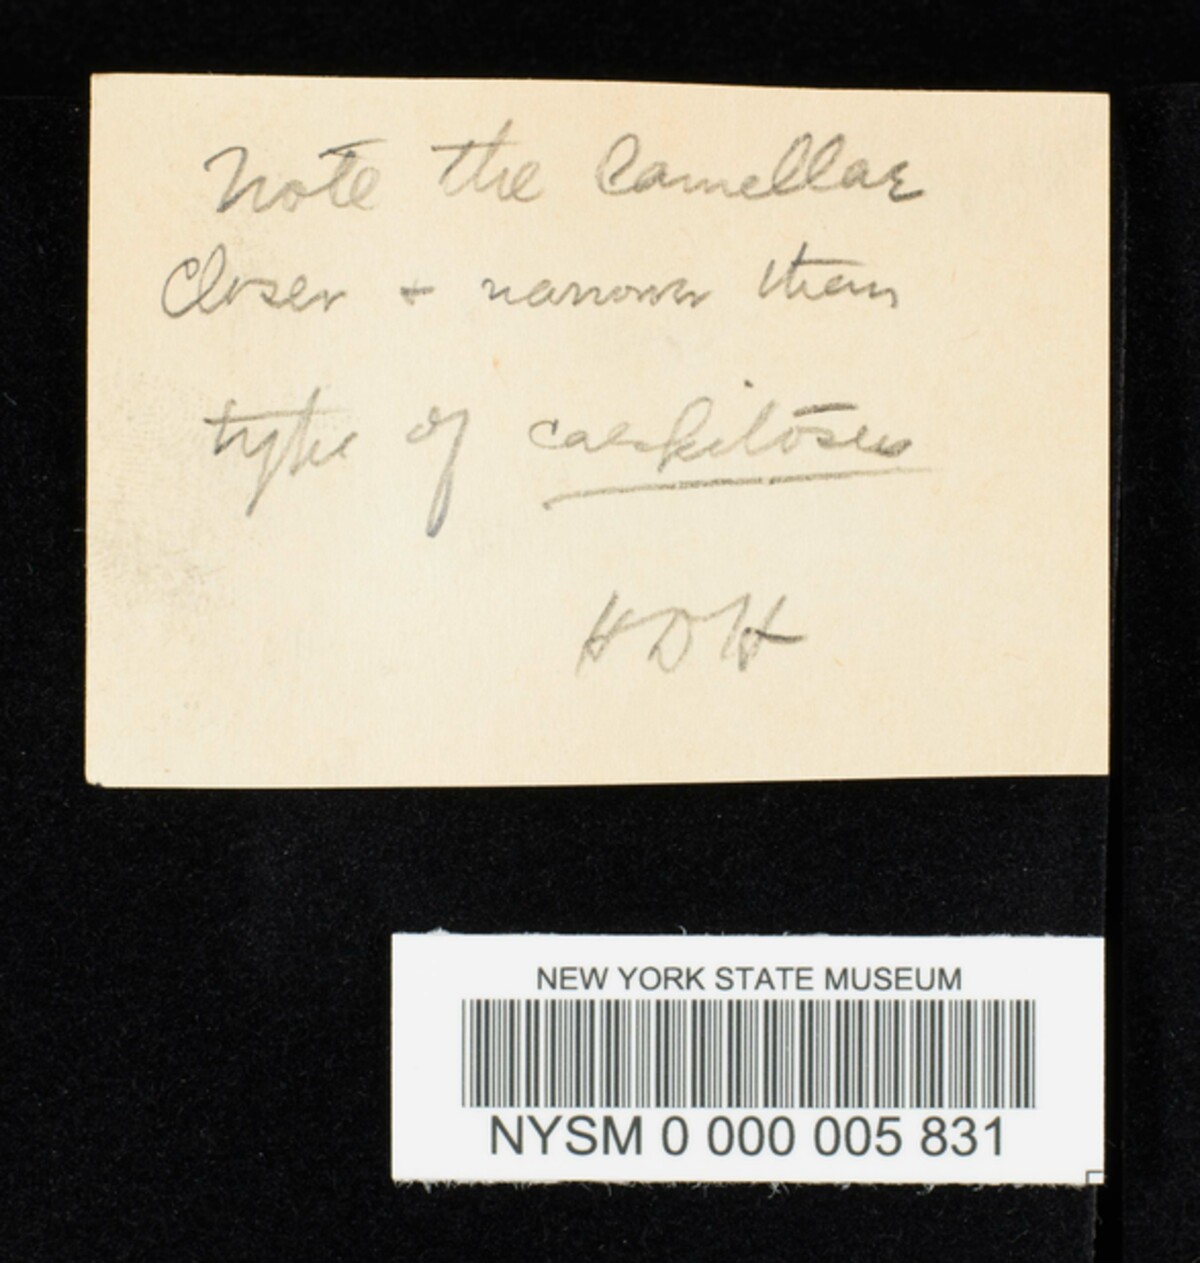 Note the lamellae
closer + narrower than
type of caespitosus
HDH
NEW YORK STATE MUSEUM
NYSM 0 000 005 831